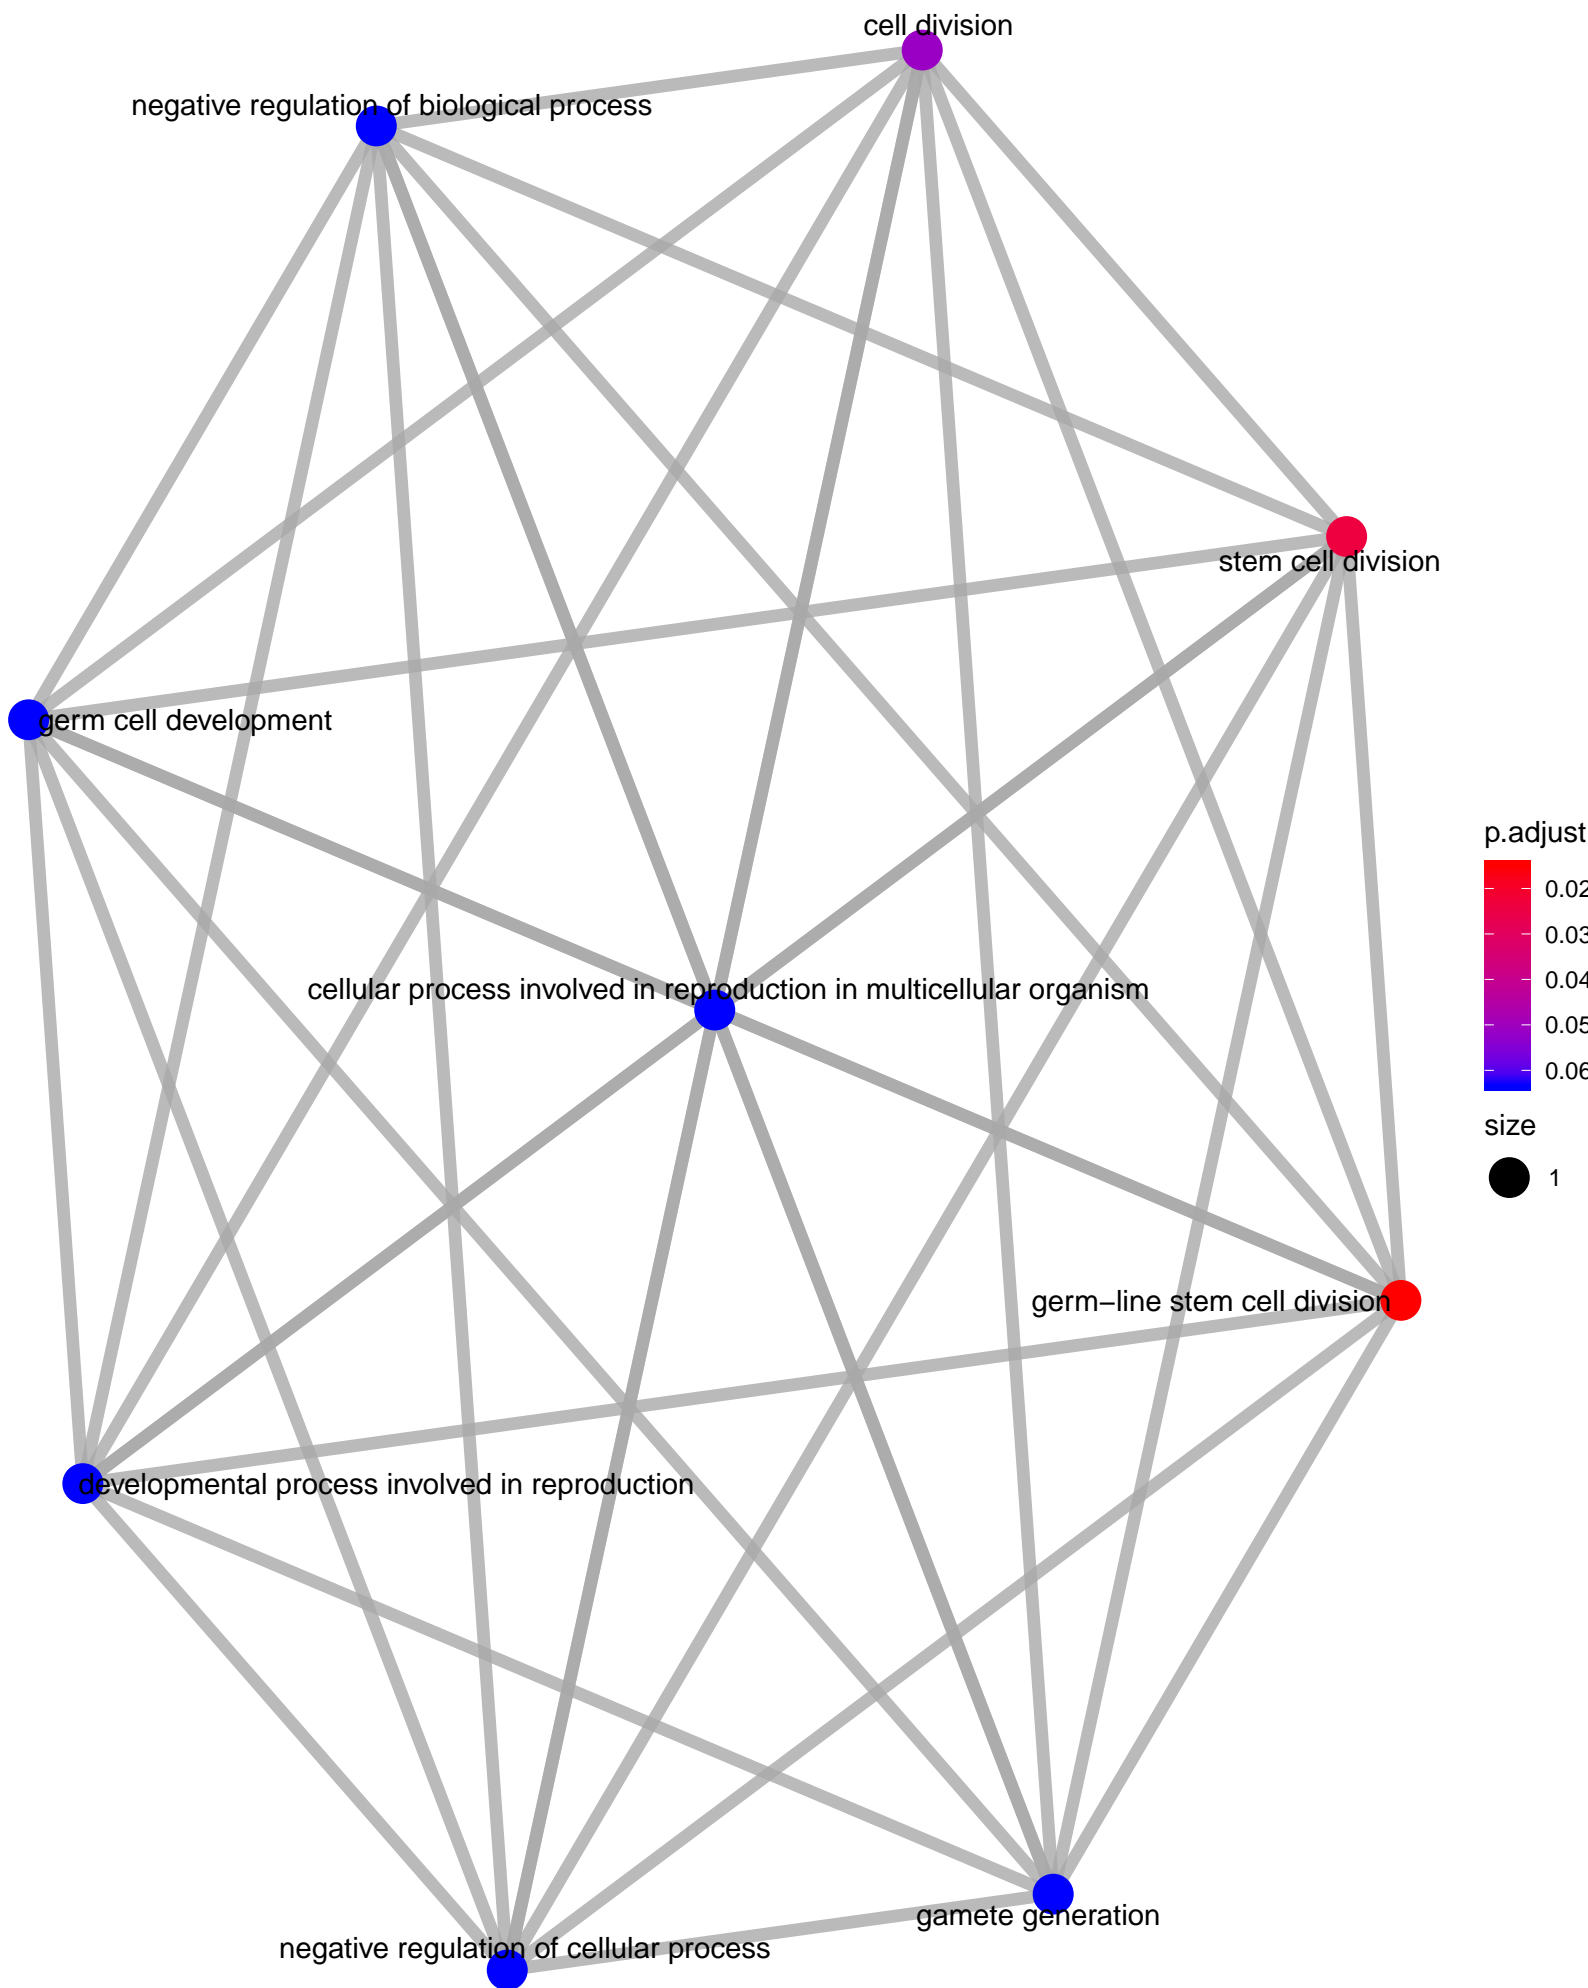 cell division
negative regulation of biological process
stem cell division
germ cell development
p.adjust
0.02
0.03
0.04
0.05
0.06
cellular process involved in reproduction in multicellular organism
size
1
germ−line stem cell division
developmental process involved in reproduction
gamete generation
negative regulation of cellular process